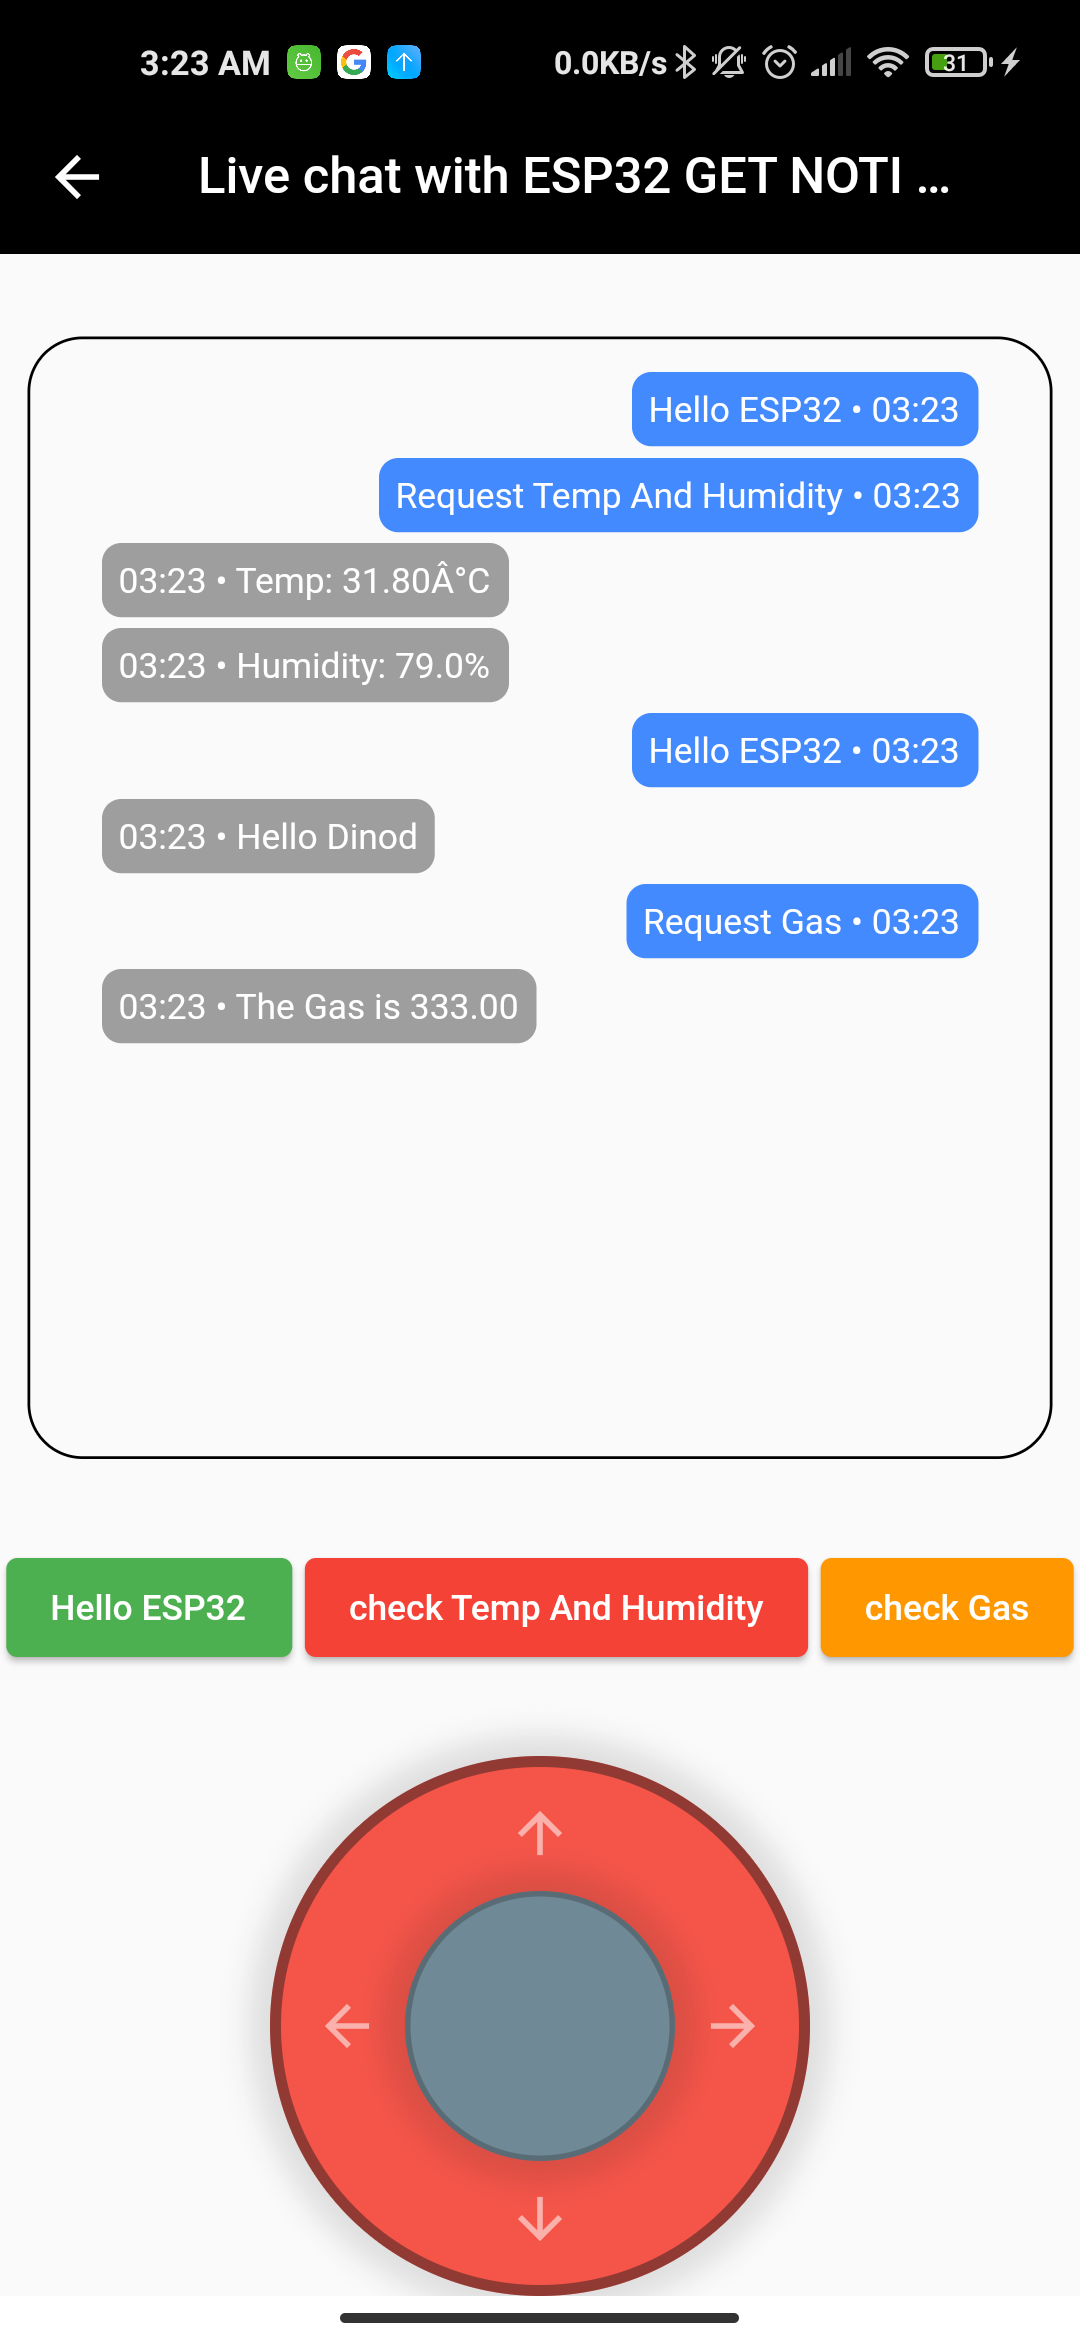 3:23 AM
0.0KB/s
31
Live chat with ESP32 GET NOTI ...
Hello ESP32 • 03:23
Request Temp And Humidity • 03:23
03:23 • Temp: 31.80Â°C
03:23 • Humidity: 79.0%
Hello ESP32 • 03:23
03:23 • Hello Dinod
Request Gas • 03:23
03:23 • The Gas is 333.00
Hello ESP32
check Temp And Humidity
check Gas